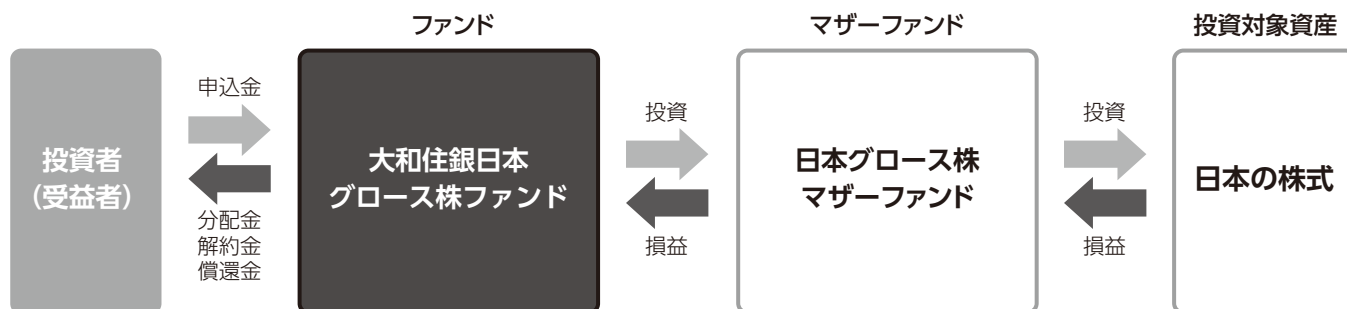 ファンド
マザーファンド
投資対象資産
投資者
（受益者）
申込金
分配金
解約金
償還金
大和住銀日本
グロース株ファンド
投資
損益
日本グロース株
マザーファンド
投資
損益
日本の株式